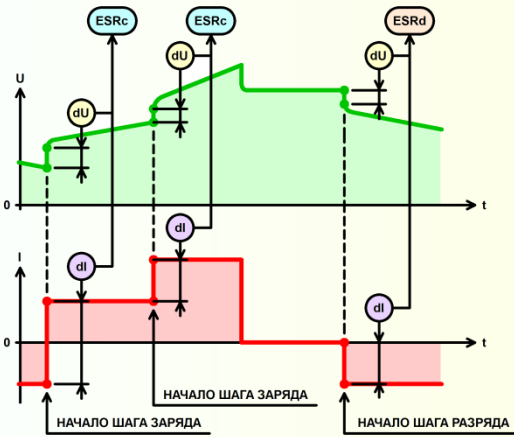 ESRc ESRc ESRd
dU dU
U
dU
0 t
dI
I dI
dI
0 t
НАЧАЛО ШАГА ЗАРЯДА
НАЧАЛО ШАГА ЗАРЯДА НАЧАЛО ШАГА РАЗРЯДА